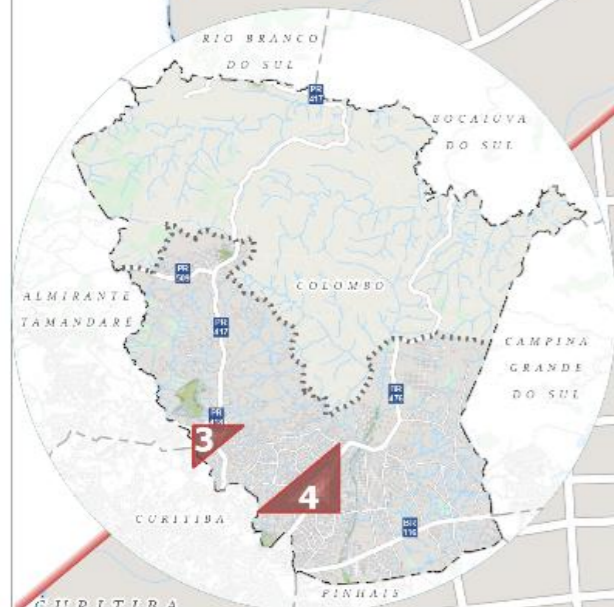 RIO BRANCO
DO SUL
PR
417
BOCAIUVA
DO SUL
PR
509
COLOMBO
ALMIRANTE
TAMANDARÉ
PR
417
CAMPINA
GRANDE
DO SUL
BR
476
PR
3
4
CURITIBA
BR
116
PINHAIS
CURITIBA